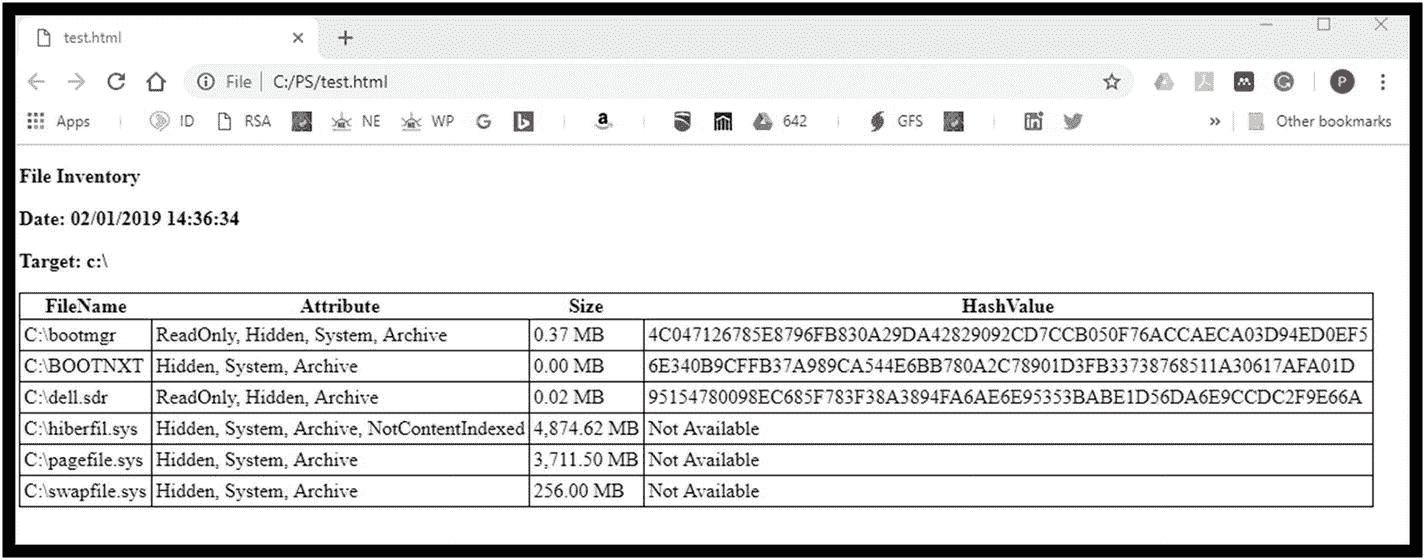 test.html
File C:/PS/test.html
P
Apps ID RSA NE WP G 642 GFS » Other bookmarks
File Inventory
Date: 02/01/2019 14:36:34
Target: c:\
FileName Attribute Size HashValue
C:\bootmgr ReadOnly, Hidden, System, Archive 0.37 MB 4C047126785E8796FB830A29DA42829092CD7CCB050F76ACCAECA03D94ED0EF5
C:\BOOTNXT Hidden, System, Archive 0.00 MB 6E340B9CFFB37A989CA544E6BB780A2C78901D3FB33738768511A30617AFA01D
C:\dell.sdr ReadOnly, Hidden, Archive 0.02 MB 95154780098EC685F783F38A3894FA6AE6E95353BABE1D56DA6E9CCDC2F9E66A
C:\hiberfil.sys Hidden, System, Archive, NotContentIndexed 4,874.62 MB Not Available
C:\pagefile.sys Hidden, System, Archive 3,711.50 MB Not Available
C:\swapfile.sys Hidden, System, Archive 256.00 MB Not Available